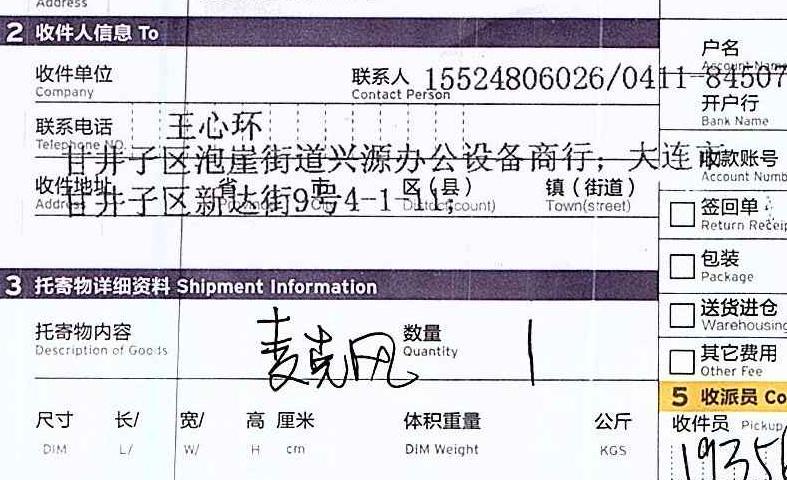 Address
2 收件人信息 To
户名
Account Name
收件单位
Company
联系人 15524806026/0411-84507
Contact Person
开户行
Bank Name
联系电话 王心环
Telephone NO.
甘井子区泡崖街道兴源办公设备商行；大连市
收款账号
Account Numb
收件地址 省 市 区（县） 镇（街道）
Address Province City District(county) Town(street)
甘井子区新达街9号4-1-11；
签回单
Return Receip
包装
Package
3 托寄物详细资料 Shipment Information
送货进仓
Warehousing
托寄物内容 麦克风 数量 1
Description of Goods Quantity
其它费用
Other Fee
5 收派员 Co
尺寸 长/ 宽/ 高 厘米 体积重量 公斤
DIM L/ W/ H cm DIM Weight KGS
收件员 Pickup
19356